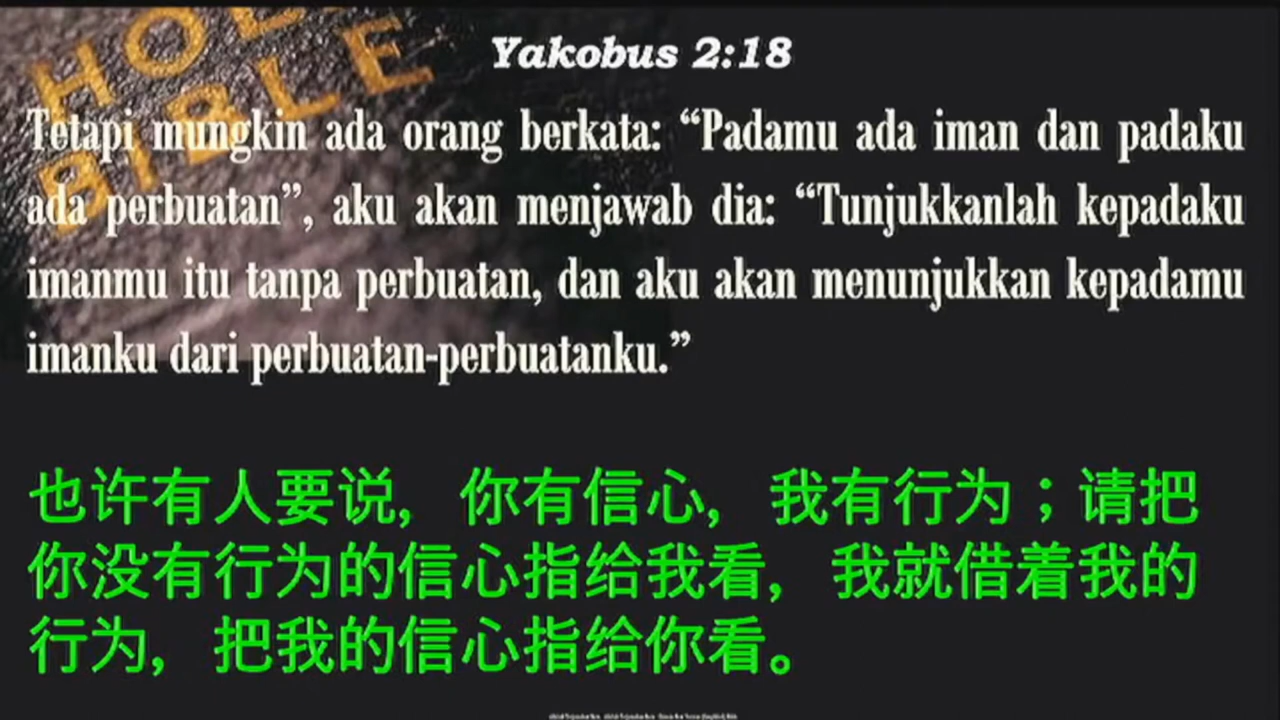 HOLY
BIBLE
Yakobus 2:18
Tetapi mungkin ada orang berkata: “Padamu ada iman dan padaku
ada perbuatan”, aku akan menjawab dia: “Tunjukkanlah kepadaku
imanmu itu tanpa perbuatan, dan aku akan menunjukkan kepadamu
imanku dari perbuatan-perbuatanku.”
也许有人要说, 你有信心, 我有行为；请把
你没有行为的信心指给我看, 我就借着我的
行为, 把我的信心指给你看。